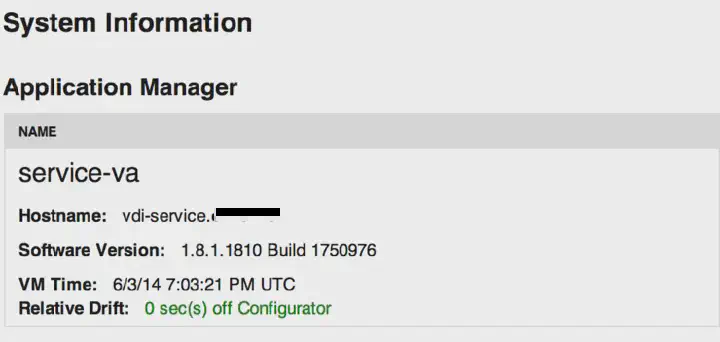 System Information
Application Manager
NAME
service-va
Hostname: vdi-service.
Software Version: 1.8.1.1810 Build 1750976
VM Time: 6/3/14 7:03:21 PM UTC
Relative Drift: 0 sec(s) off Configurator